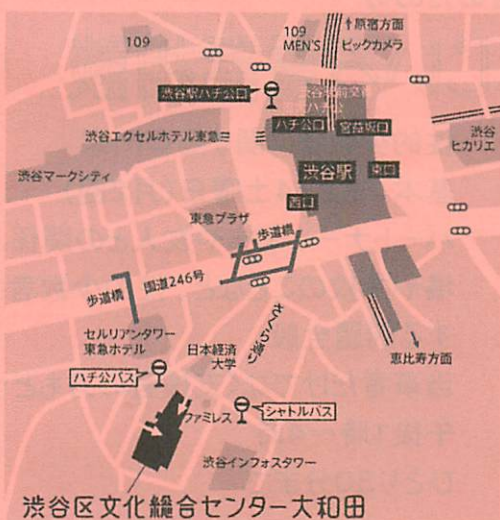 109
109
MEN'S
↑原宿方面
ビックカメラ
渋谷駅ハチ公口
ハチ公口
宮益坂口
渋谷エクセルホテル東急
渋谷
ヒカリエ
渋谷マークシティ
渋谷駅
東口
西口
東急プラザ
歩道橋
歩道橋
国道246号
さくら通り
セルリアンタワー
東急ホテル
日本経済
大学
恵比寿方面
ハチ公バス
ファミレス
シャトルバス
渋谷インフォスタワー
渋谷区文化総合センター大和田